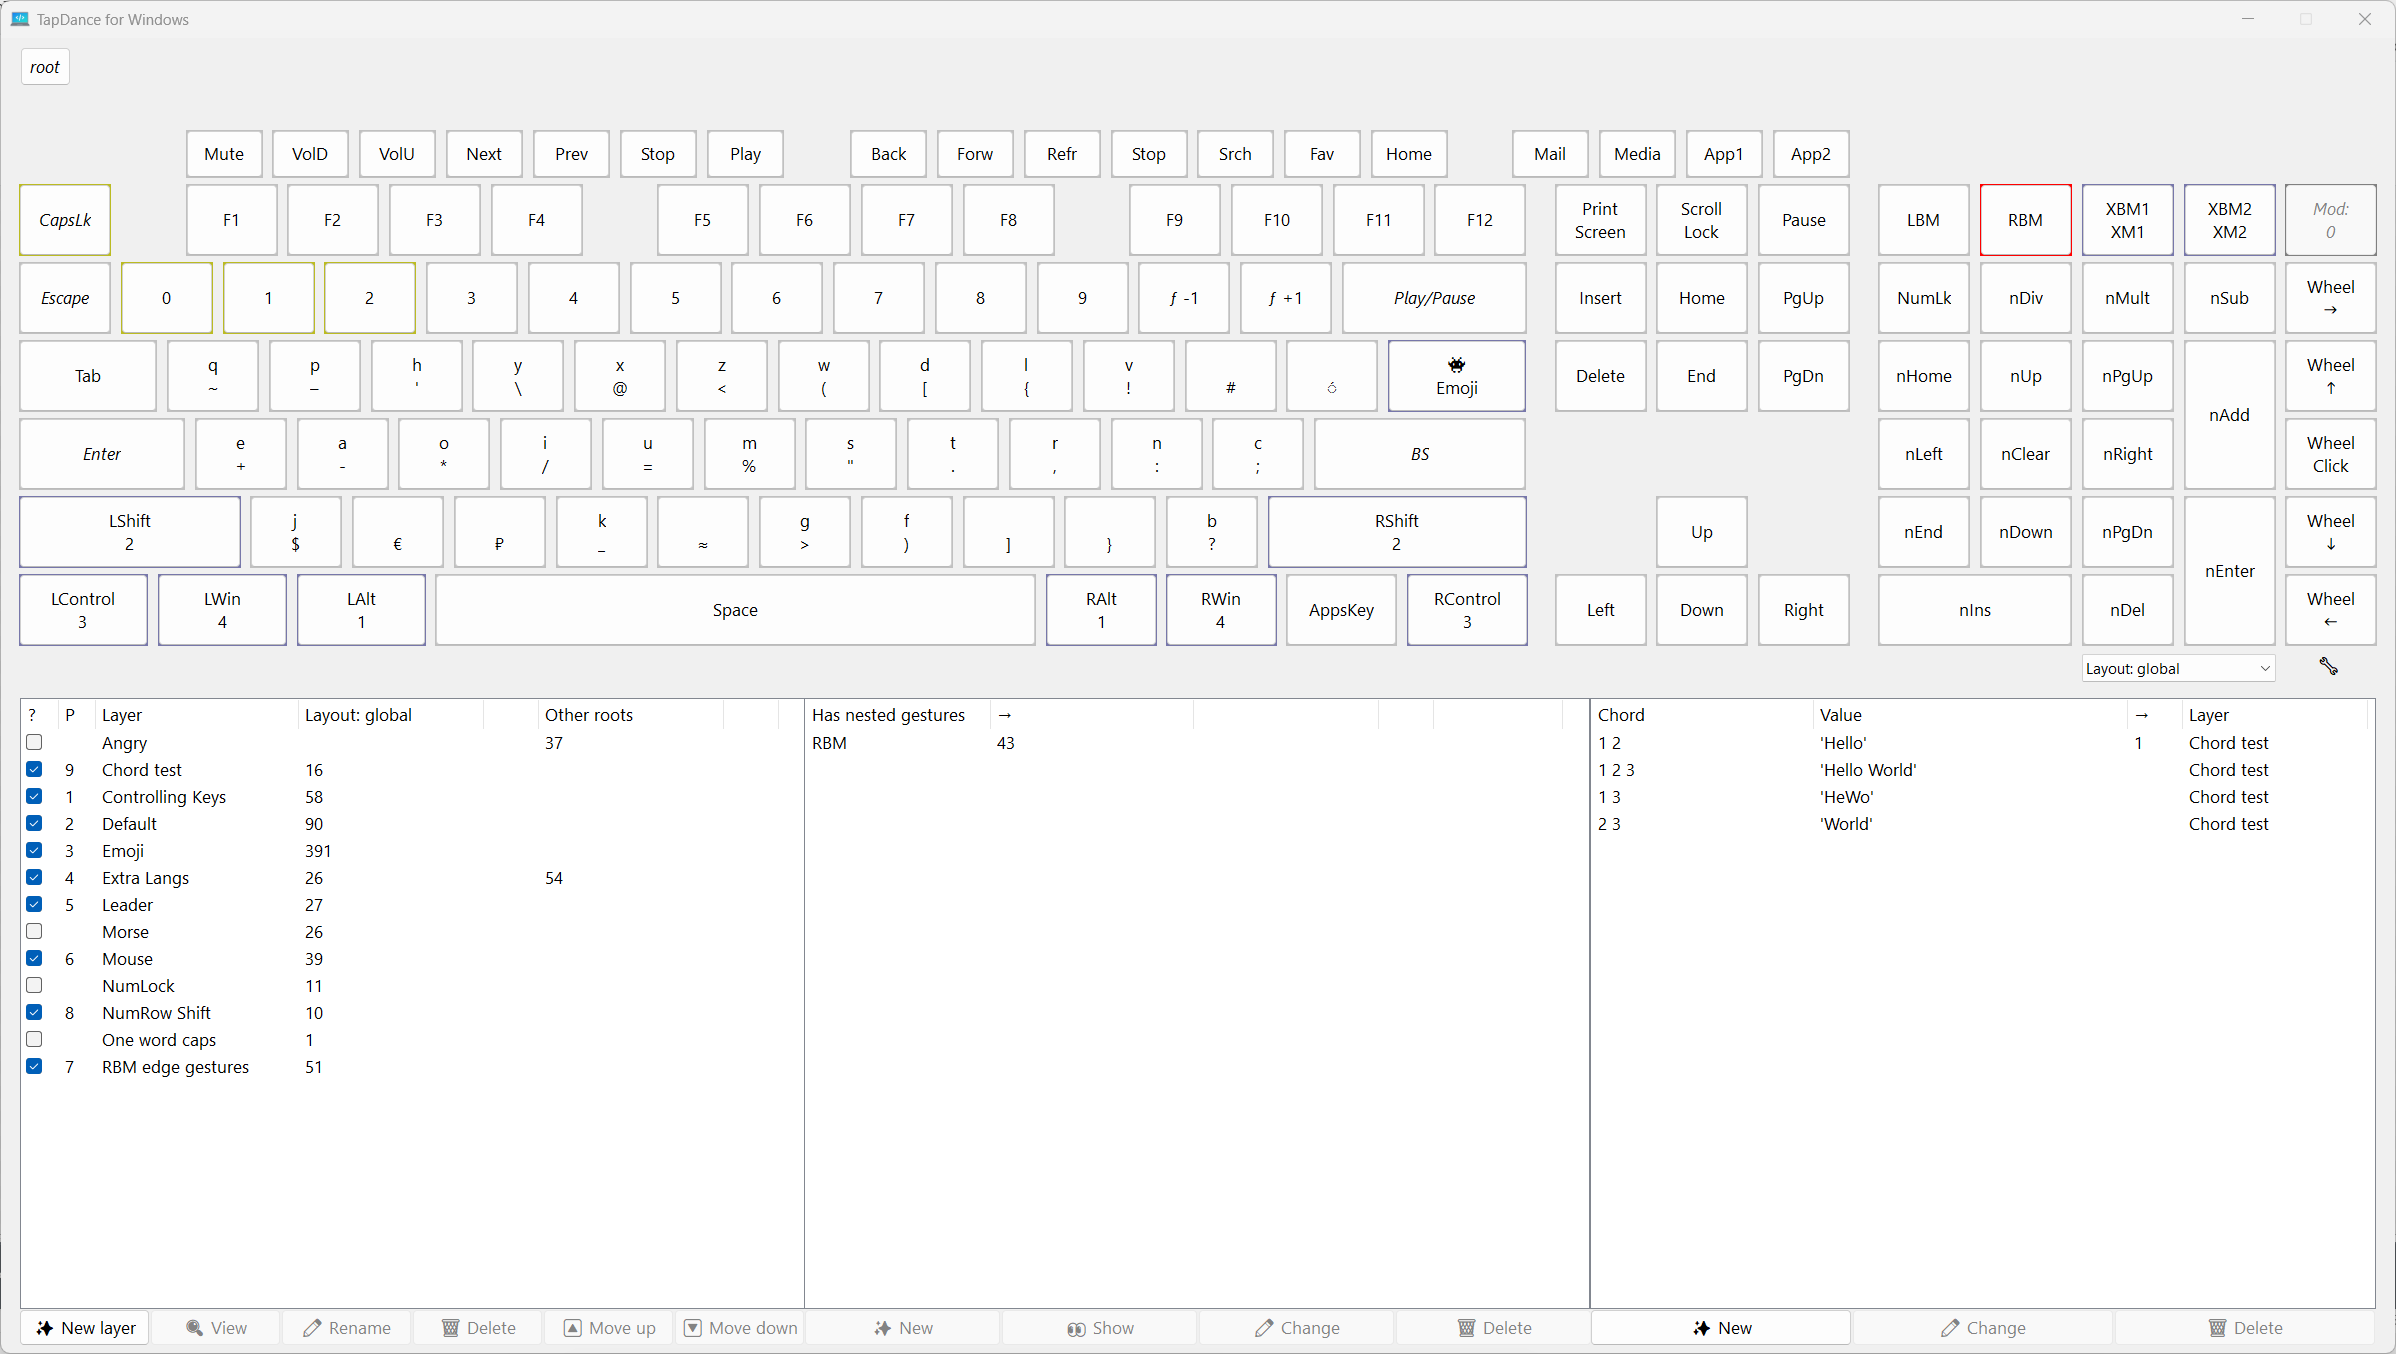 TapDance for Windows
root
Mute VolD VolU Next Prev Stop Play Back Forw Refr Stop Srch Fav Home Mail Media App1 App2
CapsLk F1 F2 F3 F4 F5 F6 F7 F8 F9 F10 F11 F12 Print Screen Scroll Lock Pause LBM RBM XBM1 XM1 XBM2 XM2 Mod: 0
Escape 0 1 2 3 4 5 6 7 8 9 ƒ -1 ƒ +1 Play/Pause Insert Home PgUp NumLk nDiv nMult nSub Wheel →
Tab q ~ p – h ' y \ x @ z < w ( d [ l { v ! # ó 👾 Emoji Delete End PgDn nHome nUp nPgUp nAdd Wheel ↑
Enter e + a - o * i / u = m % s " t . r , n : c ; BS nLeft nClear nRight Wheel Click
LShift 2 j $ € ₽ k _ ≈ g > f ) ] } b ? RShift 2 Up nEnd nDown nPgDn nEnter Wheel ↓
LControl 3 LWin 4 LAlt 1 Space RAlt 1 RWin 4 AppsKey RControl 3 Left Down Right nIns nDel Wheel ←
Layout: global
? P Layer Layout: global Other roots Has nested gestures → Chord Value → Layer
Angry 37 RBM 43 1 2 'Hello' 1 Chord test
9 Chord test 16 1 2 3 'Hello World' Chord test
1 Controlling Keys 58 1 3 'HeWo' Chord test
2 Default 90 2 3 'World' Chord test
3 Emoji 391
4 Extra Langs 26 54
5 Leader 27
Morse 26
6 Mouse 39
NumLock 11
8 NumRow Shift 10
One word caps 1
7 RBM edge gestures 51
New layer View Rename Delete Move up Move down New Show Change Delete New Change Delete